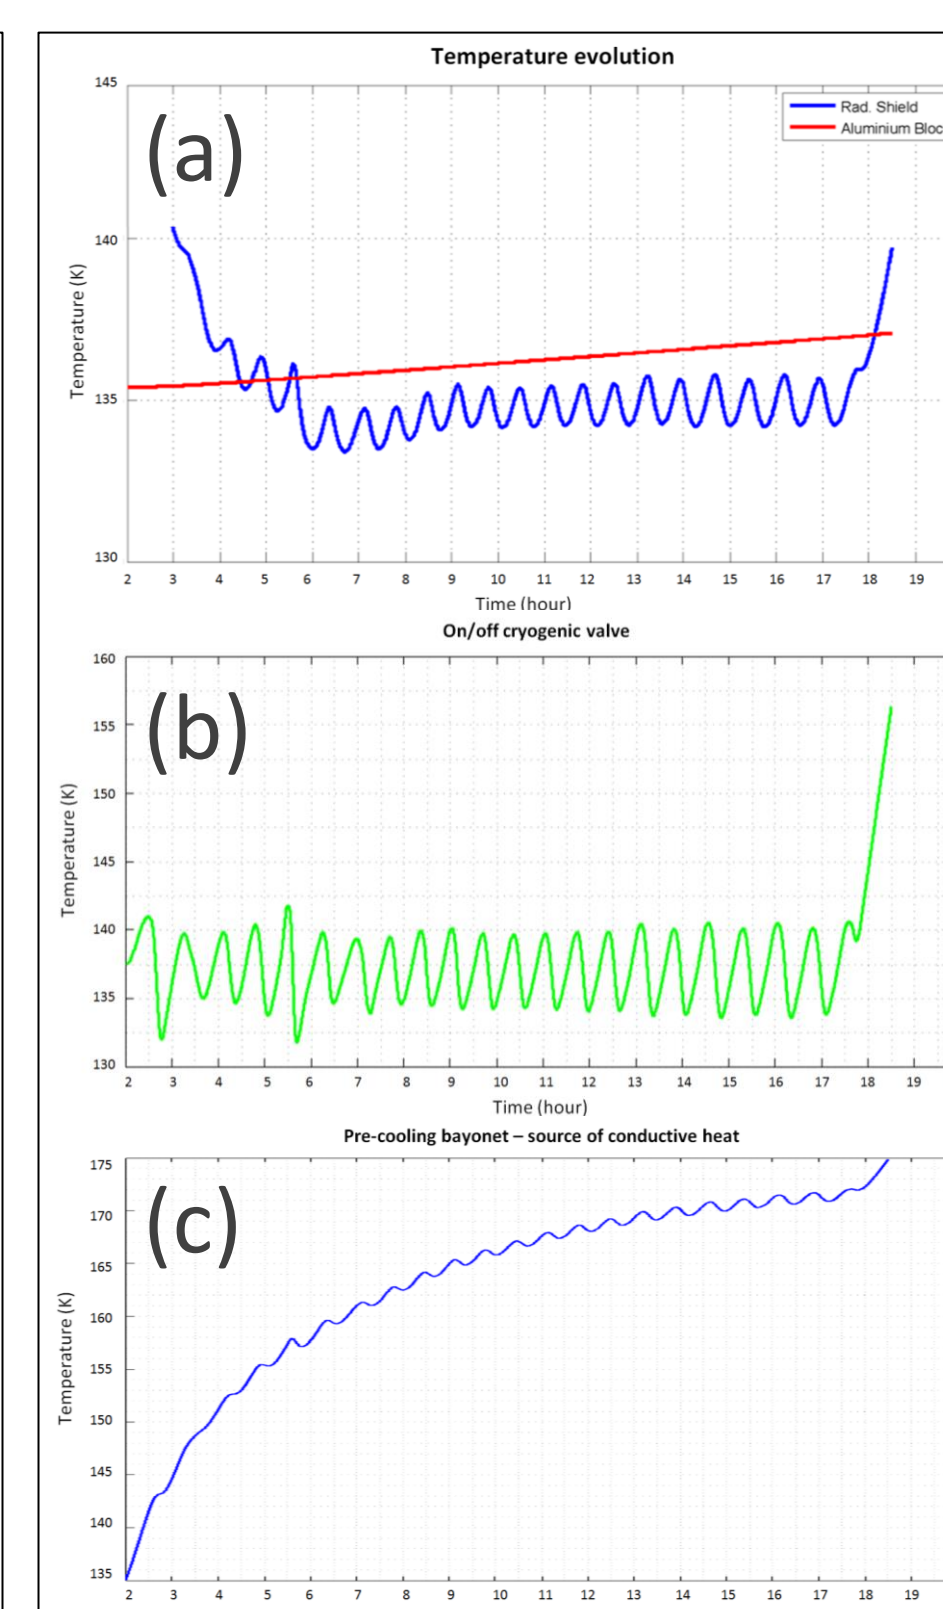 Temperature evolution
(a)
Rad. Shield
Aluminium Bloc
Temperature (K)
145
140
135
130
2 3 4 5 6 7 8 9 10 11 12 13 14 15 16 17 18 19
Time (hour)
On/off cryogenic valve
(b)
Temperature (K)
160
155
150
145
140
135
130
2 3 4 5 6 7 8 9 10 11 12 13 14 15 16 17 18 19
Time (hour)
Pre-cooling bayonet – source of conductive heat
(c)
Temperature (K)
175
170
165
160
155
150
145
140
135
2 3 4 5 6 7 8 9 10 11 12 13 14 15 16 17 18 19